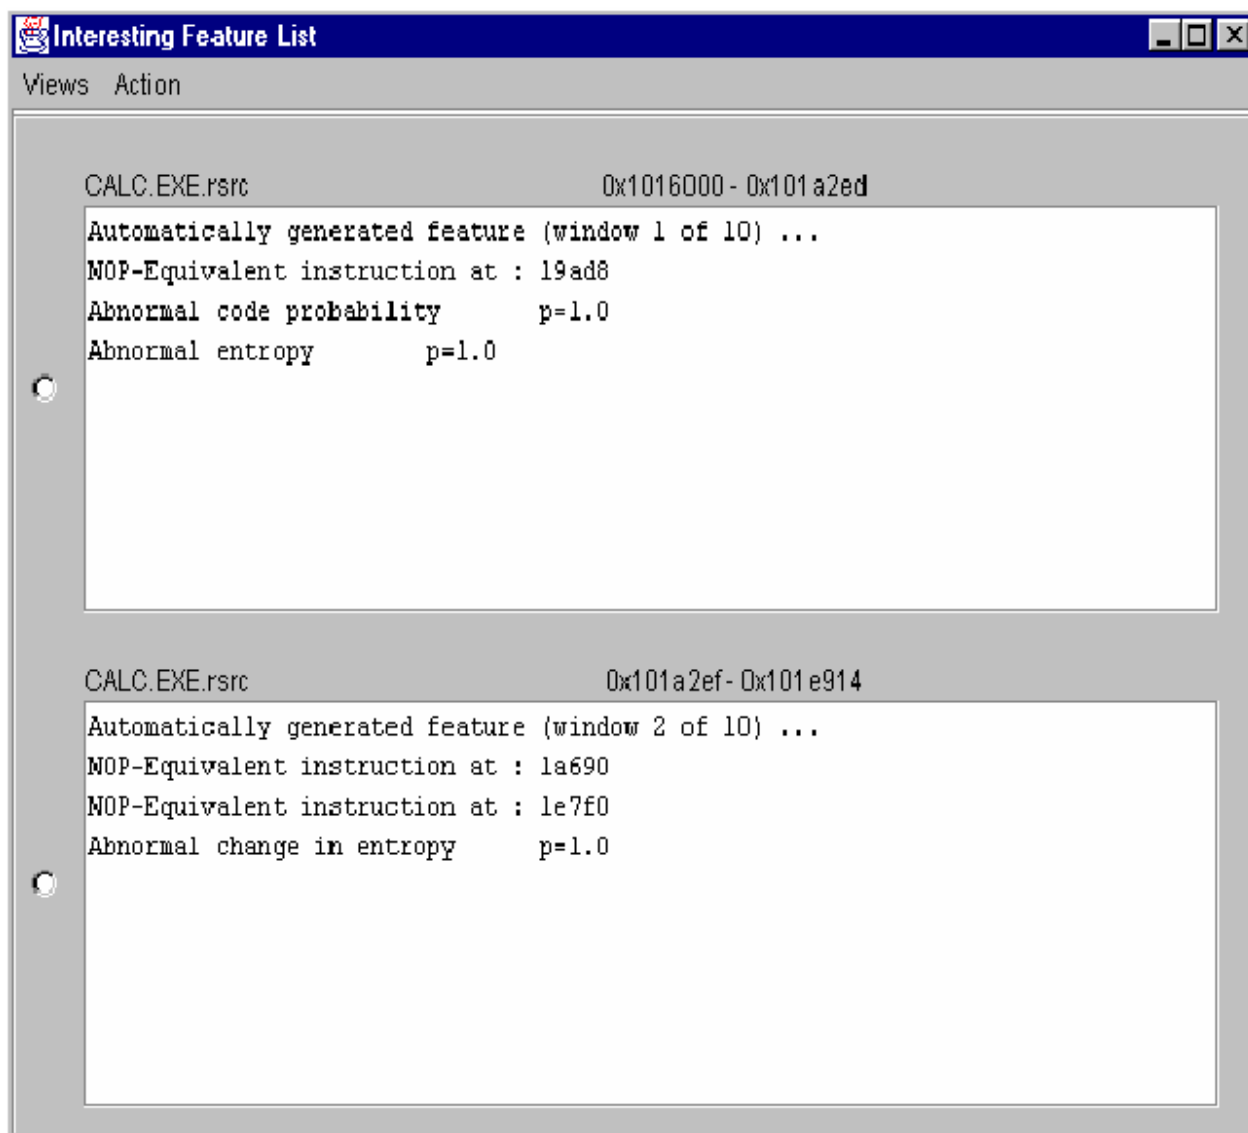 Interesting Feature List
Views Action
CALC.EXE.rsrc 0x1016000 - 0x101a2ed
Automatically generated feature (window 1 of 10) ...
NOP-Equivalent instruction at : 19ad8
Abnormal code probability p=1.0
Abnormal entropy p=1.0
CALC.EXE.rsrc 0x101a2ef - 0x101e914
Automatically generated feature (window 2 of 10) ...
NOP-Equivalent instruction at : 1a690
NOP-Equivalent instruction at : 1e7f0
Abnormal change in entropy p=1.0